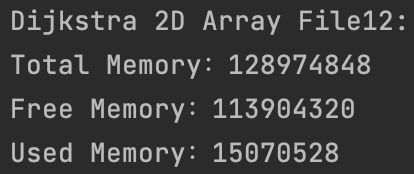 Dijkstra 2D Array File12:
Total Memory: 128974848
Free Memory: 113904320
Used Memory: 15070528